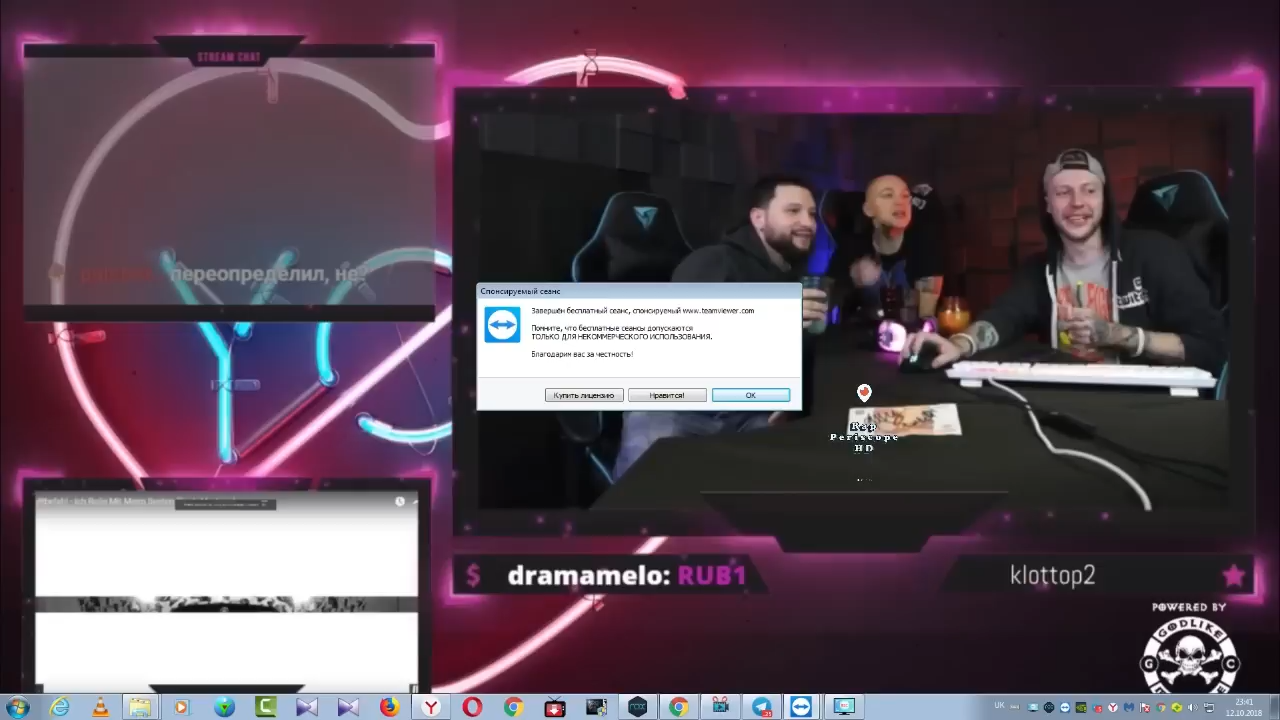 STREAM CHAT
переопределил, не?
Спонсируемый сеанс
Завершён бесплатный сеанс, спонсируемый www.teamviewer.com
Помните, что бесплатные сеансы допускаются
ТОЛЬКО ДЛЯ НЕКОММЕРЧЕСКОГО ИСПОЛЬЗОВАНИЯ.
Благодарим вас за честность!
Купить лицензию
Нравится!
OK
Rep
Periscope
HD
$ dramamelo: RUB1
klottop2
POWERED BY
GODLIKE
G C
UK
23:41
12.10.2018